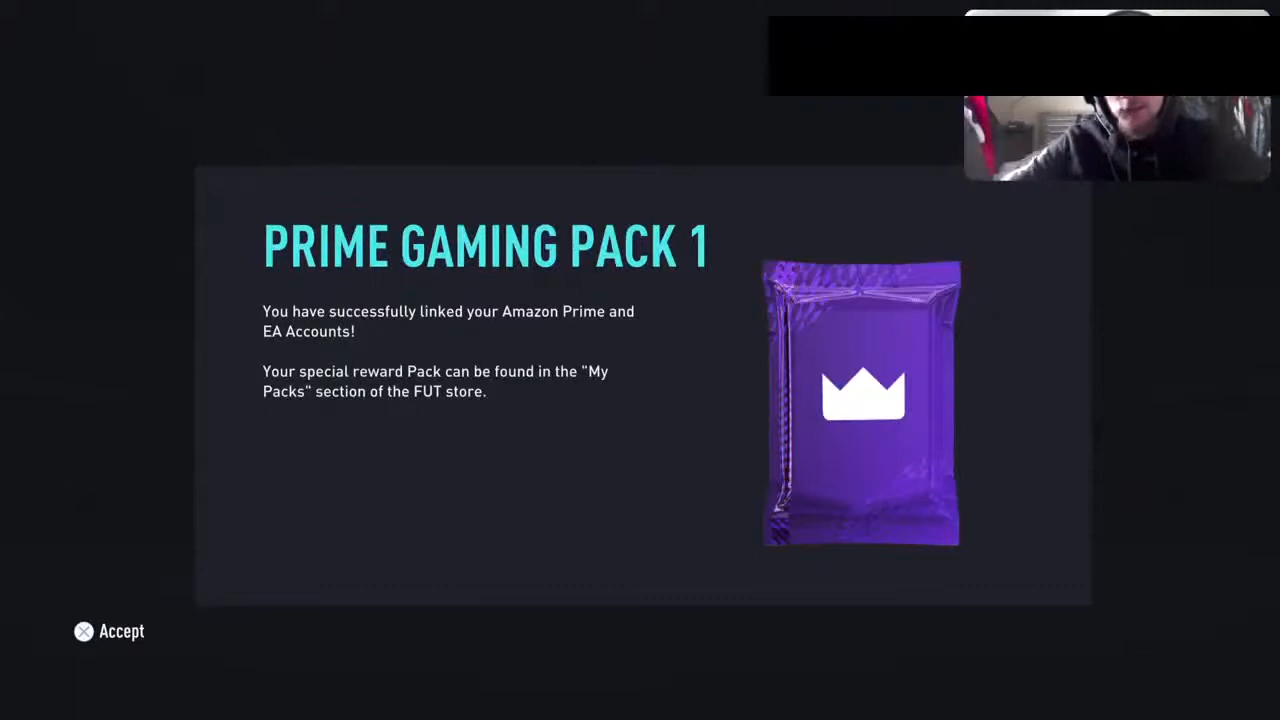 PRIME GAMING PACK 1
You have successfully linked your Amazon Prime and
EA Accounts!
Your special reward Pack can be found in the "My
Packs" section of the FUT store.
Accept